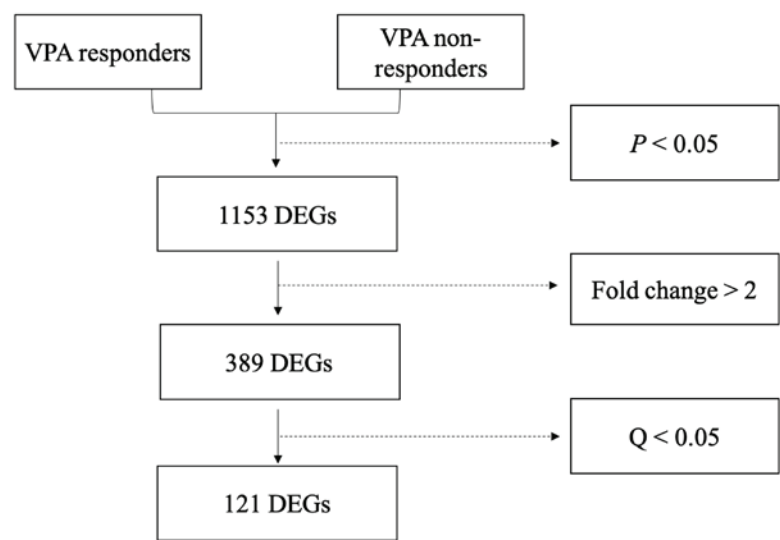 VPA responders
VPA non-
responders
P < 0.05
1153 DEGs
Fold change > 2
389 DEGs
Q < 0.05
121 DEGs